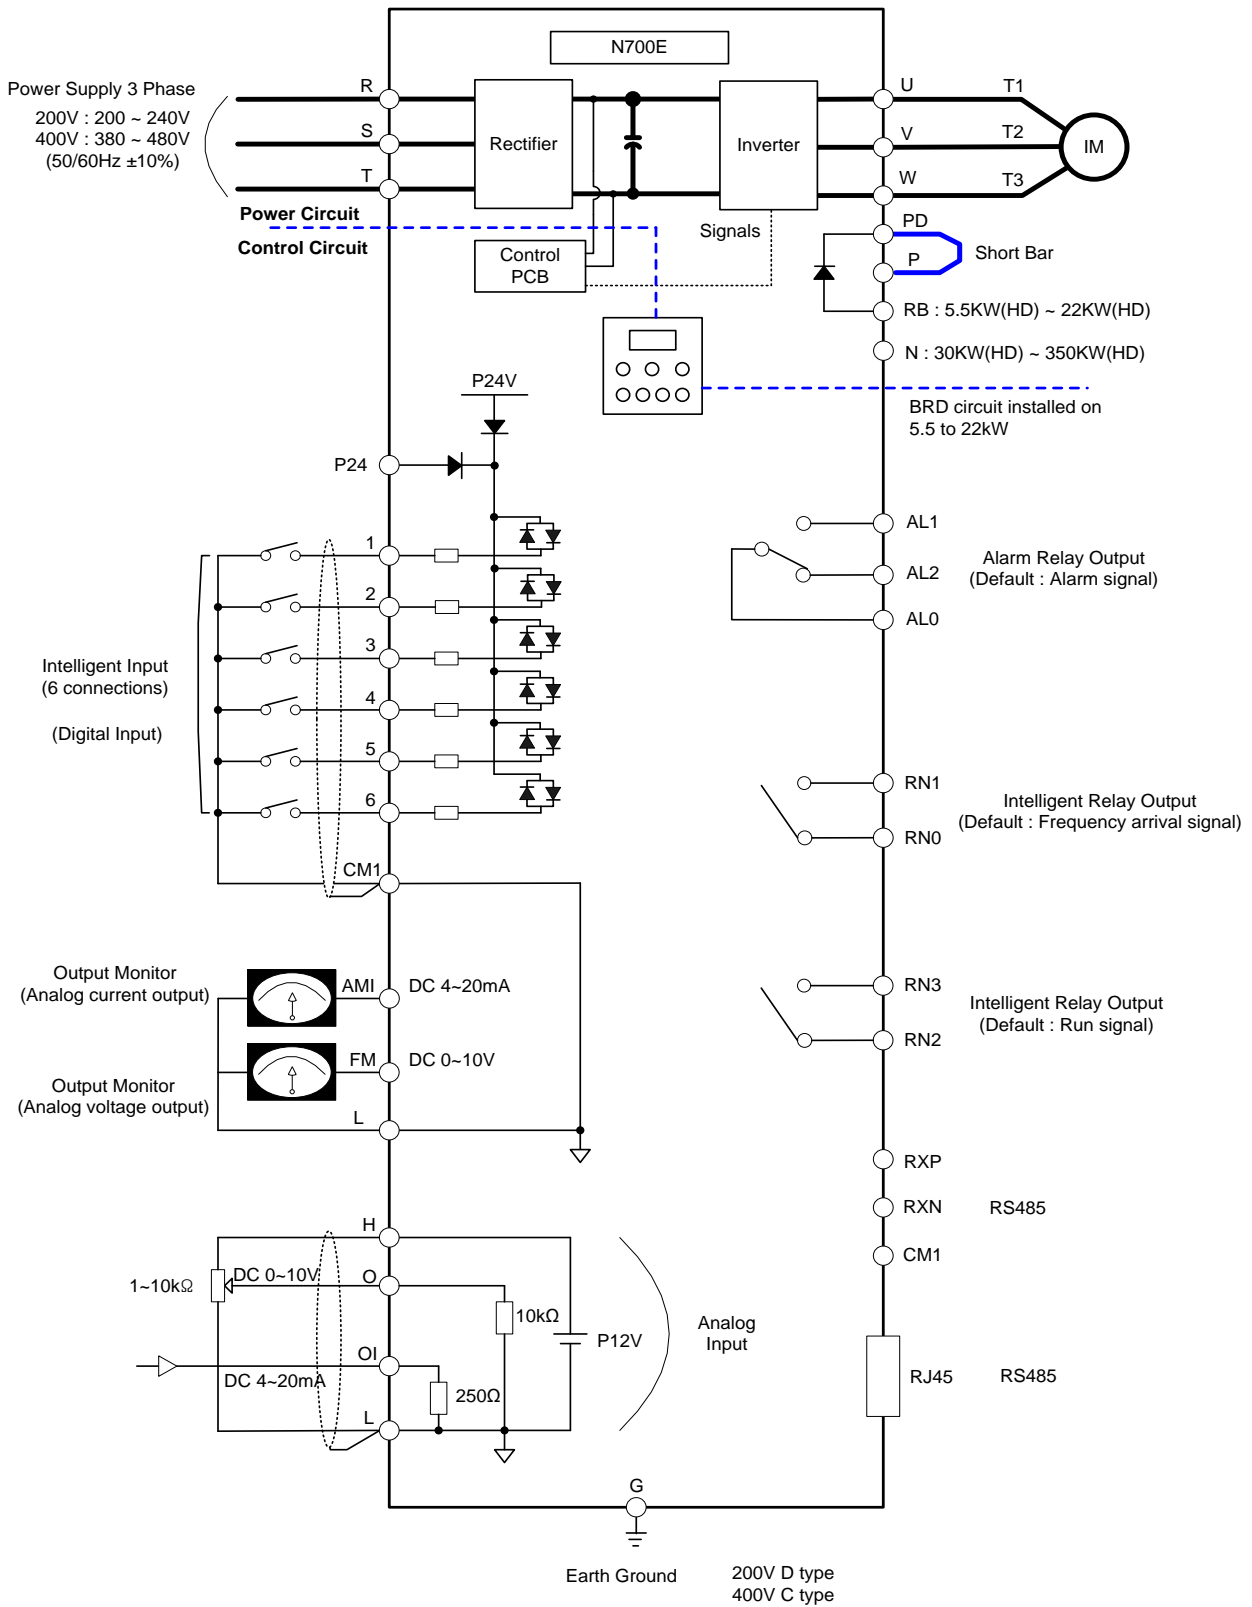 N700E
Power Supply 3 Phase
200V : 200 ~ 240V
400V : 380 ~ 480V
(50/60Hz ±10%)
R
S
T
Rectifier
Inverter
U
V
W
T1
T2
T3
IM
Power Circuit
Control Circuit
Control
PCB
Signals
PD
P
Short Bar
RB : 5.5KW(HD) ~ 22KW(HD)
N : 30KW(HD) ~ 350KW(HD)
BRD circuit installed on
5.5 to 22kW
P24V
P24
1
2
3
4
5
6
CM1
Intelligent Input
(6 connections)
(Digital Input)
AL1
AL2
AL0
Alarm Relay Output
(Default : Alarm signal)
RN1
RN0
Intelligent Relay Output
(Default : Frequency arrival signal)
Output Monitor
(Analog current output)
AMI
DC 4~20mA
FM
DC 0~10V
Output Monitor
(Analog voltage output)
L
RN3
RN2
Intelligent Relay Output
(Default : Run signal)
RXP
RXN
RS485
CM1
H
1~10kΩ
DC 0~10V
O
10kΩ
P12V
OI
DC 4~20mA
250Ω
L
Analog
Input
RJ45
RS485
G
Earth Ground
200V D type
400V C type